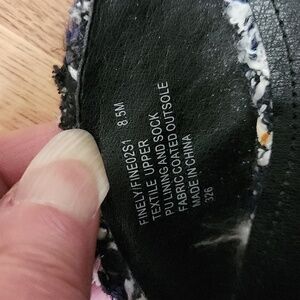 FINELY/FINE02S1 8.5M
TEXTILE UPPER
PU LINING AND SOCK
FABRIC COATED OUTSOLE
MADE IN CHINA
326